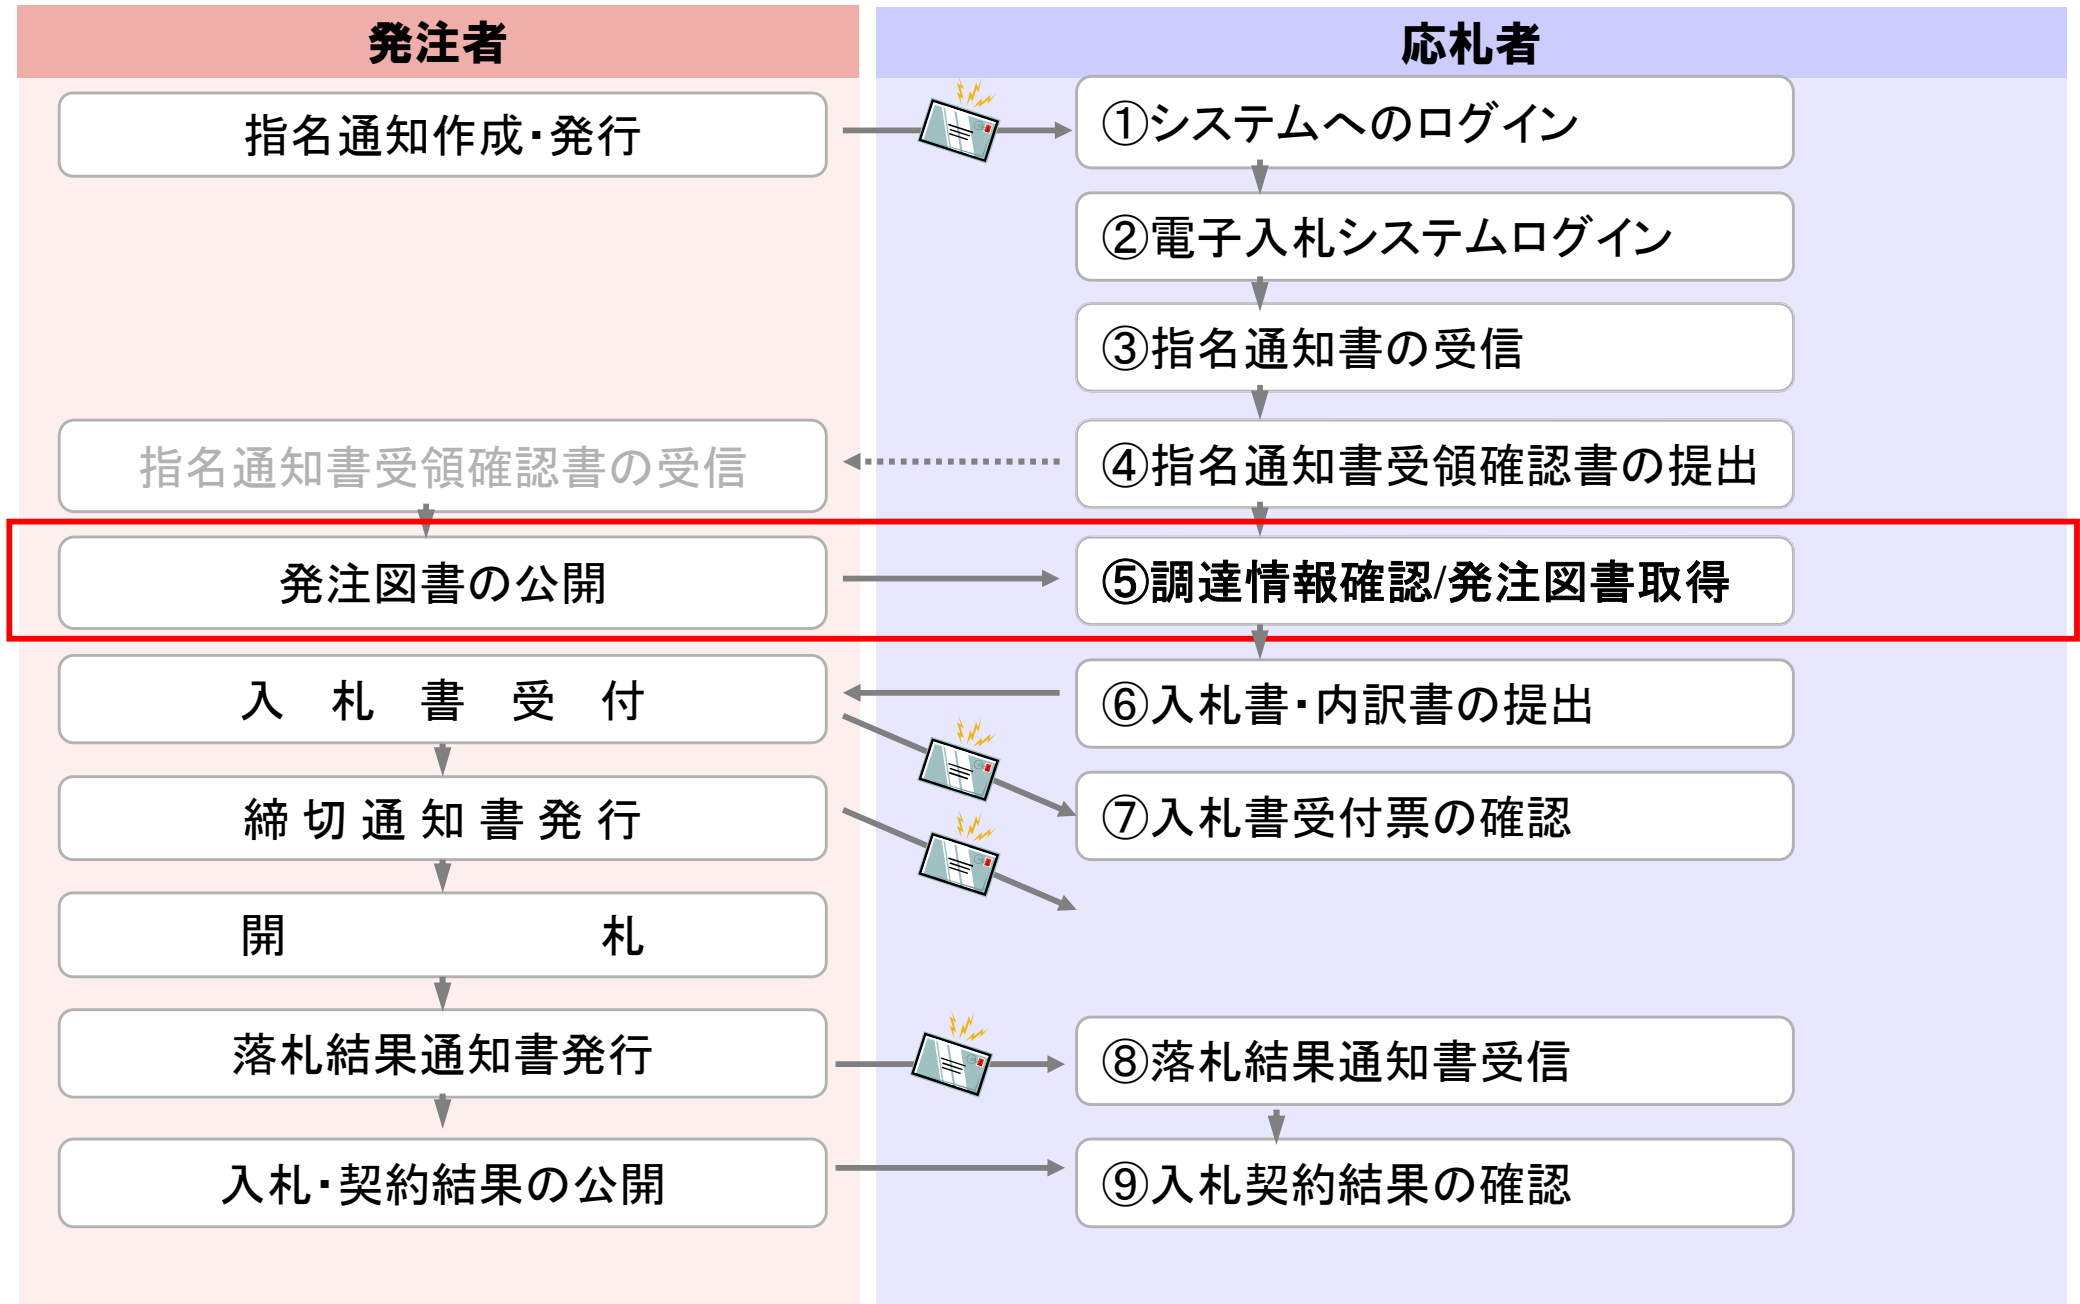 発注者
応札者
指名通知作成・発行
①システムへのログイン
②電子入札システムログイン
③指名通知書の受信
指名通知書受領確認書の受信
④指名通知書受領確認書の提出
発注図書の公開
⑤調達情報確認/発注図書取得
入　札　書　受　付
⑥入札書・内訳書の提出
締切通知書発行
⑦入札書受付票の確認
開　　　　　　　札
落札結果通知書発行
⑧落札結果通知書受信
入札・契約結果の公開
⑨入札契約結果の確認